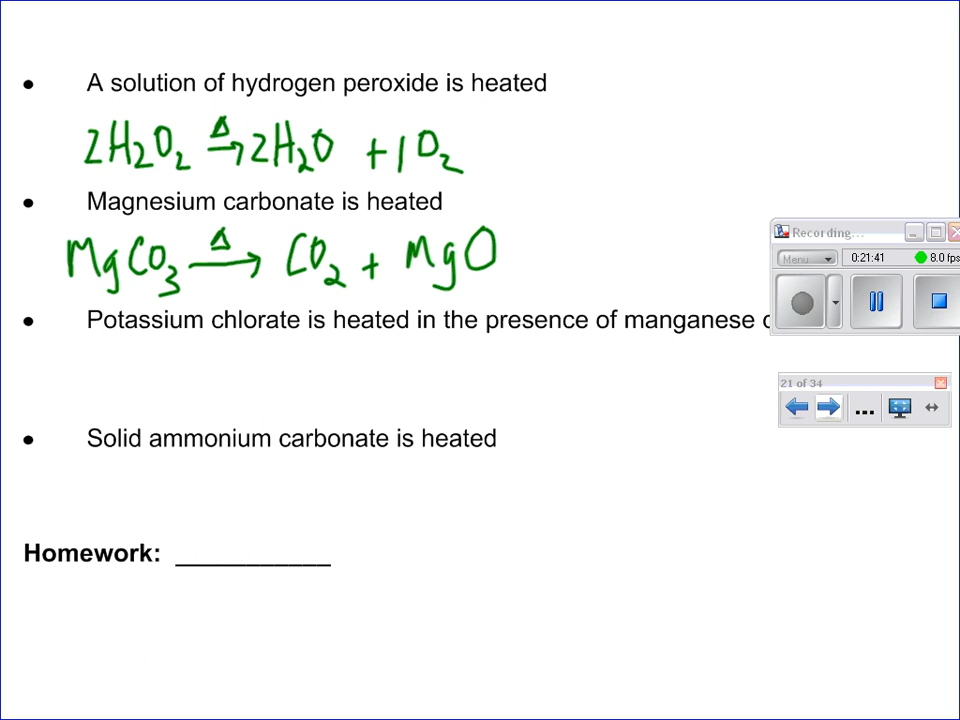 • A solution of hydrogen peroxide is heated
2H₂O₂ →Δ 2H₂O + 1O₂
• Magnesium carbonate is heated
MgCO₃ →Δ CO₂ + MgO
Recording...
Menu 0:21:41 8.0 fps
• Potassium chlorate is heated in the presence of manganese
21 of 34
...
• Solid ammonium carbonate is heated
Homework: ___________